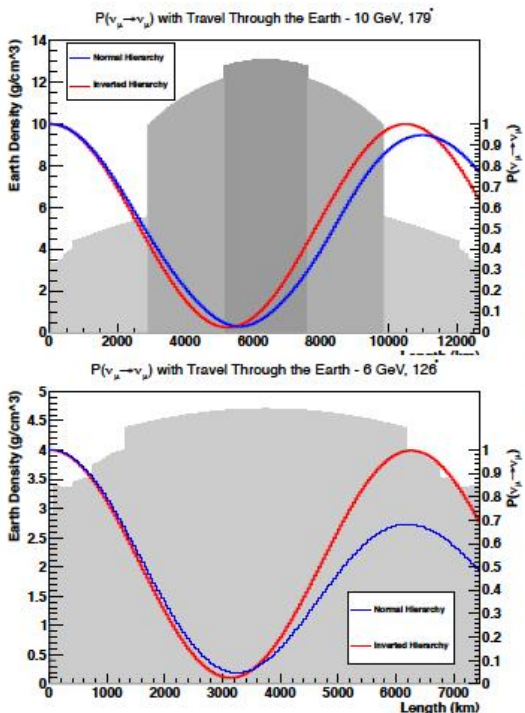 P(νμ→νμ) with Travel Through the Earth - 10 GeV, 179°
Earth Density (g/cm^3)
14
12
10
8
6
4
2
0
Normal Hierarchy
Inverted Hierarchy
1
0.9
0.8
0.7
0.6
0.5
0.4
0.3
0.2
0.1
0
P(νμ→νμ)
0 2000 4000 6000 8000 10000 12000
Length (km)
P(νμ→νμ) with Travel Through the Earth - 6 GeV, 126°
Earth Density (g/cm^3)
5
4.5
4
3.5
3
2.5
2
1.5
1
0.5
0
1
0.9
0.8
0.7
0.6
0.5
0.4
0.3
0.2
0.1
0
P(νμ→νμ)
Normal Hierarchy
Inverted Hierarchy
0 1000 2000 3000 4000 5000 6000 7000
Length (km)